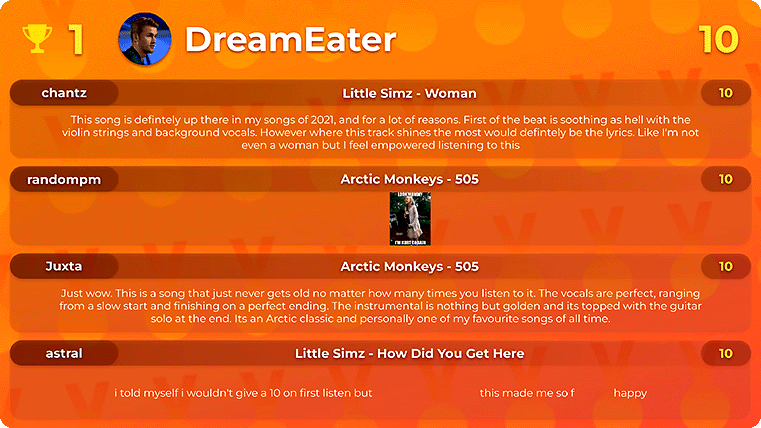 1 DreamEater 10
chantz Little Simz - Woman 10
This song is defintely up there in my songs of 2021, and for a lot of reasons. First of the beat is soothing as hell with the
violin strings and background vocals. However where this track shines the most would defintely be the lyrics. Like I'm not
even a woman but I feel empowered listening to this
randompm Arctic Monkeys - 505 10
Juxta Arctic Monkeys - 505 10
Just wow. This is a song that just never gets old no matter how many times you listen to it. The vocals are perfect, ranging
from a slow start and finishing on a perfect ending. The instrumental is nothing but golden and its topped with the guitar
solo at the end. Its an Arctic classic and personally one of my favourite songs of all time.
astral Little Simz - How Did You Get Here 10
i told myself i wouldn't give a 10 on first listen but this made me so f happy